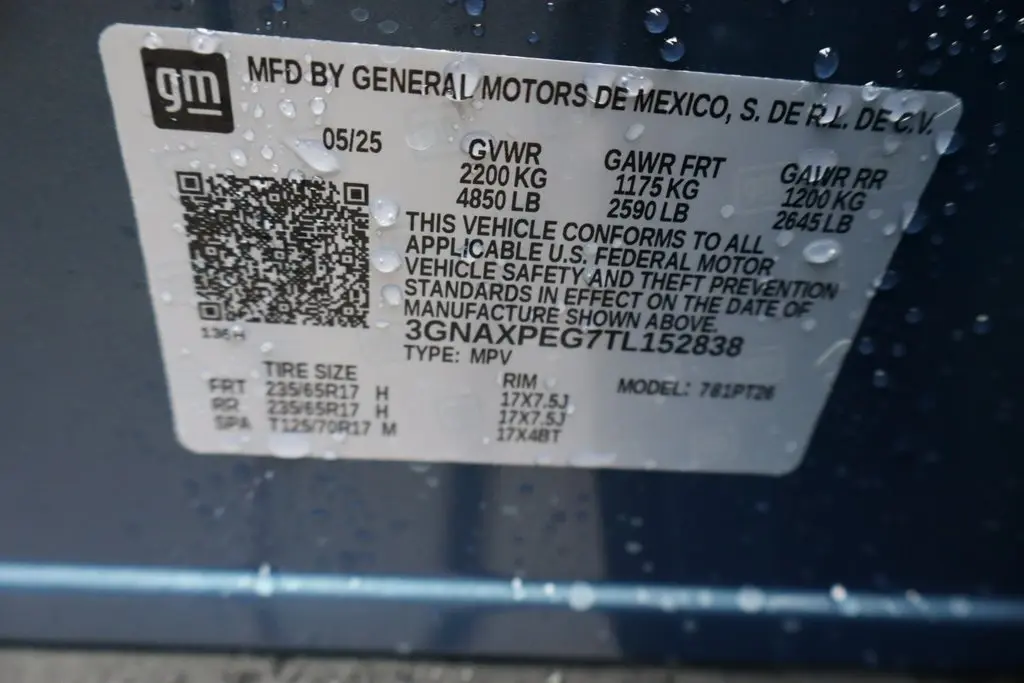 gm
MFD BY GENERAL MOTORS DE MEXICO, S. DE R.L. DE C.V.
05/25
GVWR GAWR FRT GAWR RR
2200 KG 1175 KG 1200 KG
4850 LB 2590 LB 2645 LB
THIS VEHICLE CONFORMS TO ALL
APPLICABLE U.S. FEDERAL MOTOR
VEHICLE SAFETY AND THEFT PREVENTION
STANDARDS IN EFFECT ON THE DATE OF
MANUFACTURE SHOWN ABOVE.
3GNAXPEG7TL152838
136H
TYPE: MPV
TIRE SIZE RIM MODEL: 781PT26
FRT 235/65R17 H 17X7.5J
RR 235/65R17 H 17X7.5J
SPA T125/70R17 M 17X4BT